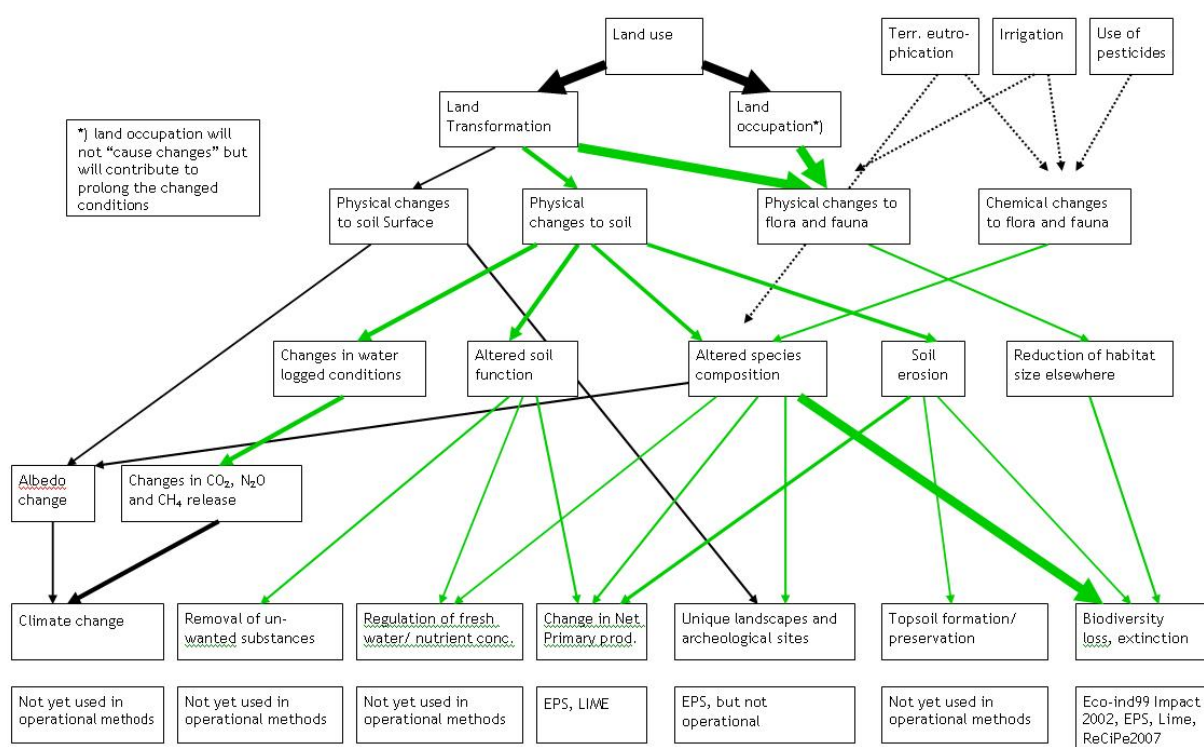 Land use
Terr. eutro-
phication
Irrigation
Use of
pesticides
Land
Transformation
Land
occupation*)
*) land occupation will
not “cause changes” but
will contribute to
prolong the changed
conditions
Physical changes
to soil Surface
Physical
changes to soil
Physical changes to
flora and fauna
Chemical changes
to flora and fauna
Changes in water
logged conditions
Altered soil
function
Altered species
composition
Soil
erosion
Reduction of habitat
size elsewhere
Albedo
change
Changes in CO₂, N₂O
and CH₄ release
Climate change
Removal of un-
wanted substances
Regulation of fresh
water/ nutrient conc.
Change in Net
Primary prod.
Unique landscapes and
archeological sites
Topsoil formation/
preservation
Biodiversity
loss, extinction
Not yet used in
operational methods
Not yet used in
operational methods
Not yet used in
operational methods
EPS, LIME
EPS, but not
operational
Not yet used in
operational methods
Eco-ind99 Impact
2002, EPS, Lime,
ReCiPe2007